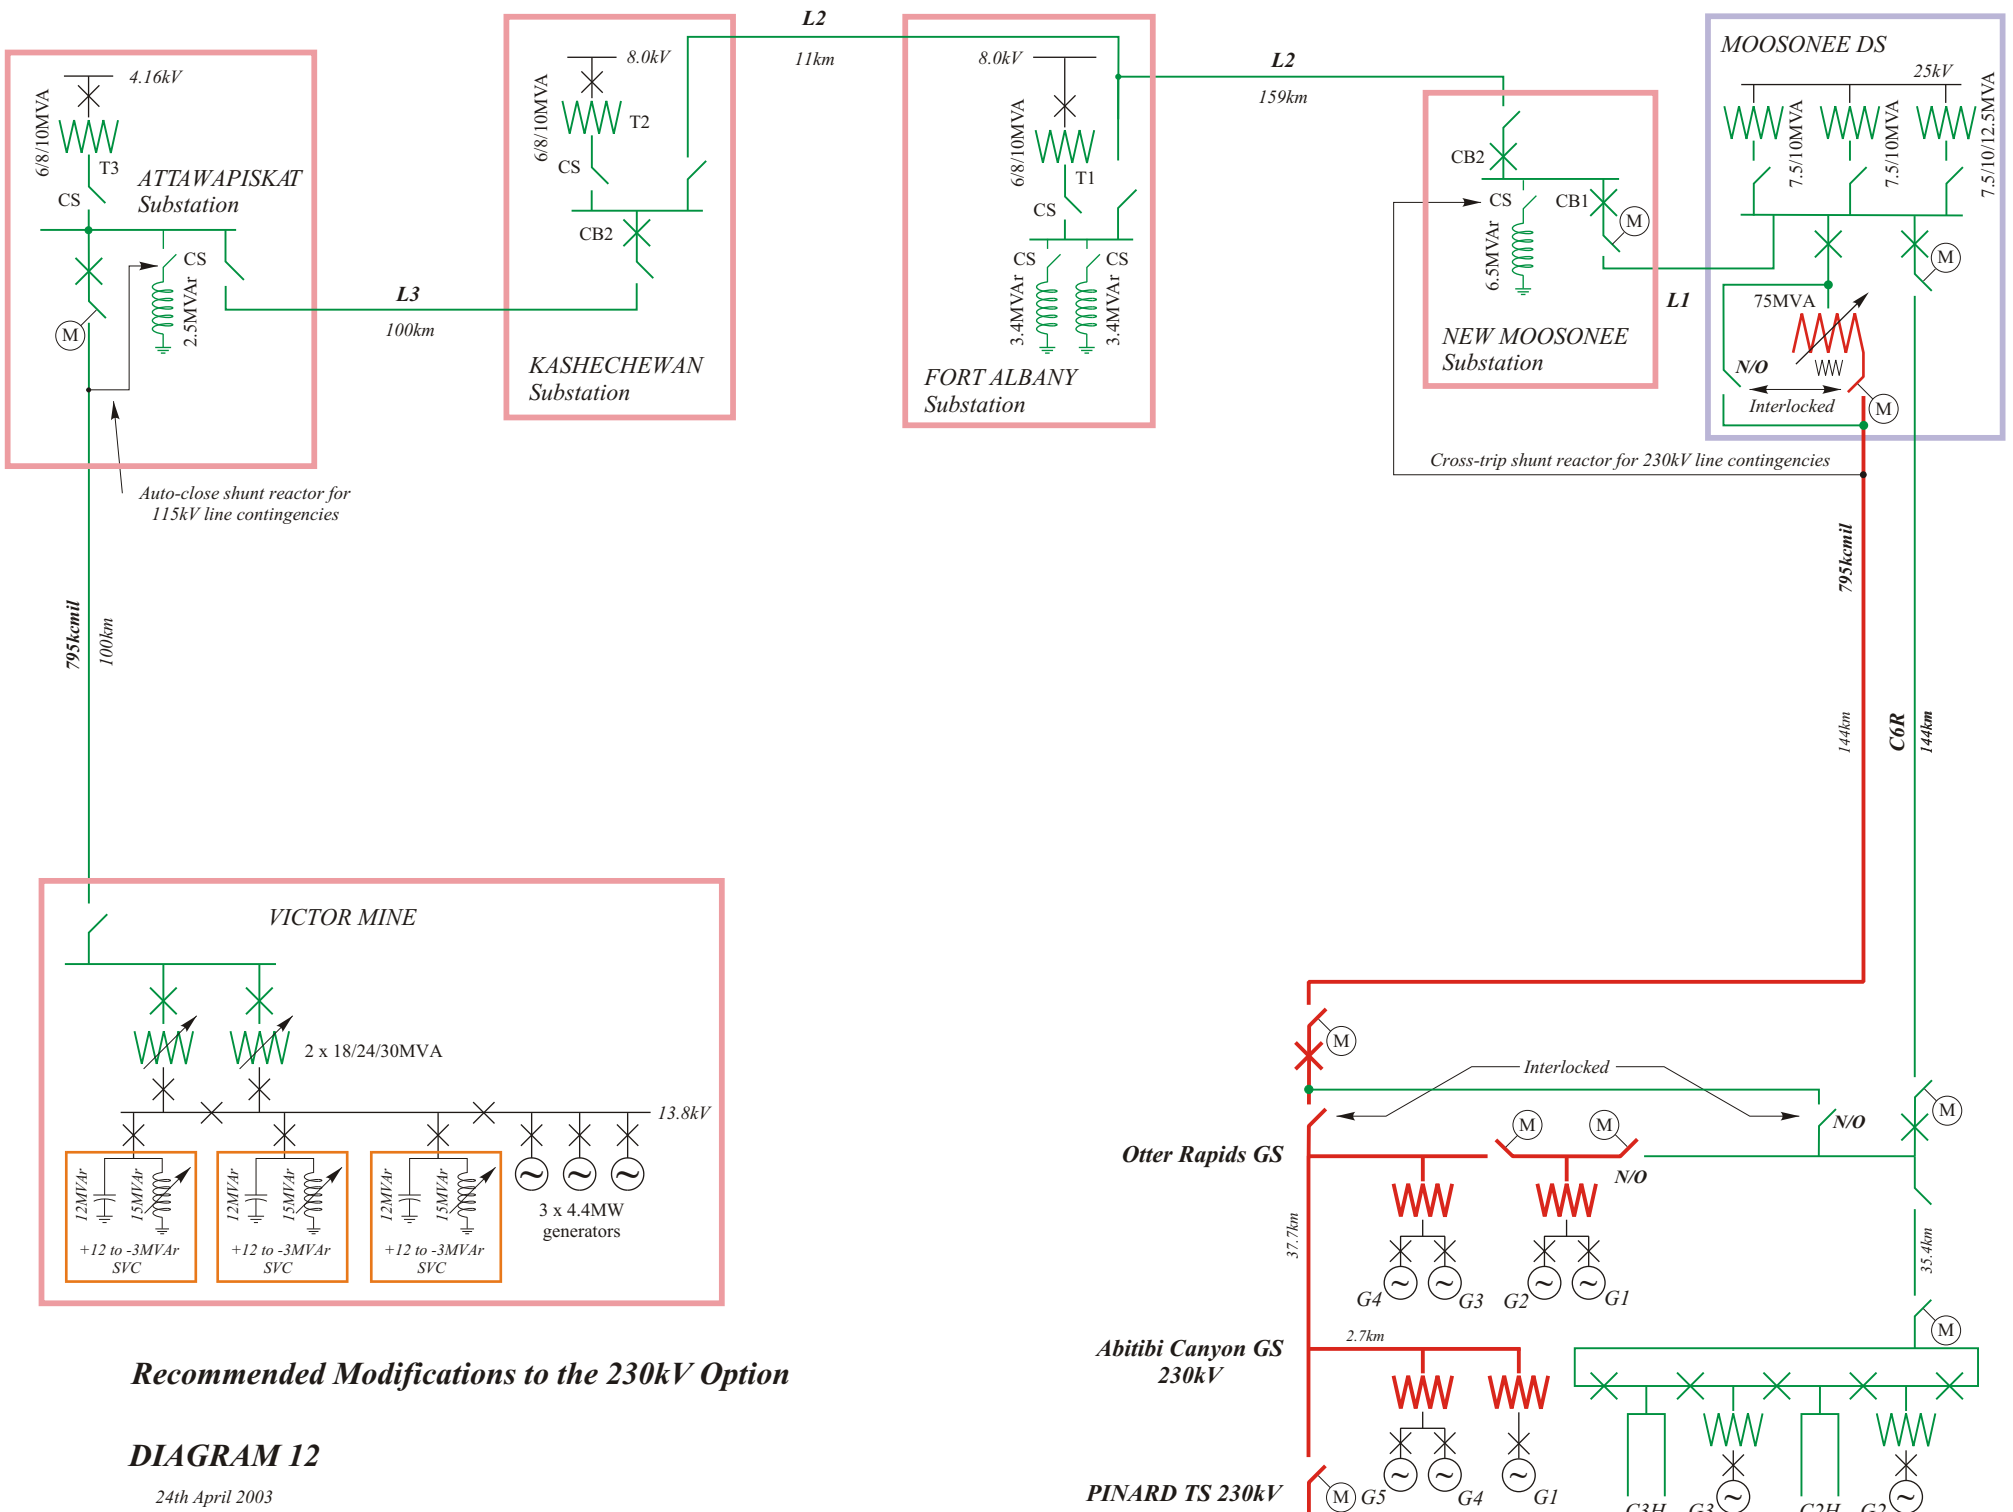 L2
11km
L2
159km
4.16kV
6/8/10MVA
T3
CS
ATTAWAPISKAT
Substation
CS
2.5MVAr
M
L3
100km
8.0kV
6/8/10MVA
T2
CS
CB2
KASHECHEWAN
Substation
8.0kV
6/8/10MVA
T1
CS
CS
CS
3.4MVAr
3.4MVAr
FORT ALBANY
Substation
CB2
CS
CB1
M
6.5MVAr
NEW MOOSONEE
Substation
L1
MOOSONEE DS
25kV
7.5/10MVA
7.5/10MVA
7.5/10/12.5MVA
M
75MVA
N/O
Interlocked
M
Cross-trip shunt reactor for 230kV line contingencies
Auto-close shunt reactor for
115kV line contingencies
795kcmil
100km
795kcmil
144km
C6R
144km
VICTOR MINE
2 x 18/24/30MVA
13.8kV
12MVAr
15MVAr
+12 to -3MVAr
SVC
12MVAr
15MVAr
+12 to -3MVAr
SVC
12MVAr
15MVAr
+12 to -3MVAr
SVC
3 x 4.4MW
generators
M
Interlocked
M
N/O
M
M
Otter Rapids GS
N/O
37.7km
35.4km
G4
G3
G2
G1
M
2.7km
Abitibi Canyon GS
230kV
Recommended Modifications to the 230kV Option
DIAGRAM 12
24th April 2003
PINARD TS 230kV
M
G5
G4
G1
C3H
G3
C2H
G2